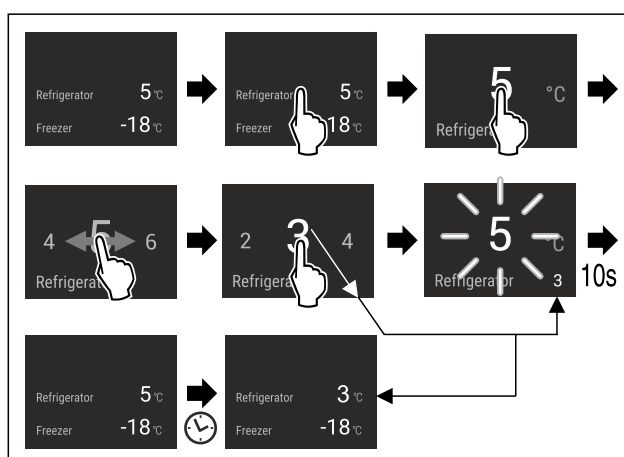 Refrigerator 5 °C
Freezer -18 °C
Refrigerator 5 °C
Freezer 18 °C
5 °C
Refriger
4 5 6
Refrigera
2 3 4
Refrigera
5 °C
Refrigerator 3
10s
Refrigerator 5 °C
Freezer -18 °C
Refrigerator 3 °C
Freezer -18 °C